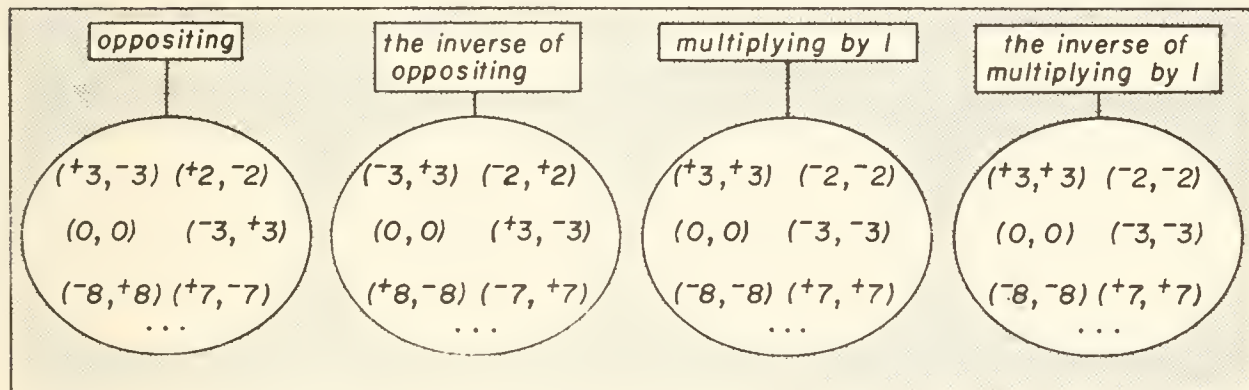 oppositing
the inverse of
oppositing
multiplying by 1
the inverse of
multiplying by 1
(⁺3,⁻3) (⁺2,⁻2)
(0,0) (⁻3,⁺3)
(⁻8,⁺8) (⁺7,⁻7)
...
(⁻3,⁺3) (⁻2,⁺2)
(0,0) (⁺3,⁻3)
(⁺8,⁻8) (⁻7,⁺7)
...
(⁺3,⁺3) (⁻2,⁻2)
(0,0) (⁻3,⁻3)
(⁻8,⁻8) (⁺7,⁺7)
...
(⁺3,⁺3) (⁻2,⁻2)
(0,0) (⁻3,⁻3)
(⁻8,⁻8) (⁺7,⁺7)
...